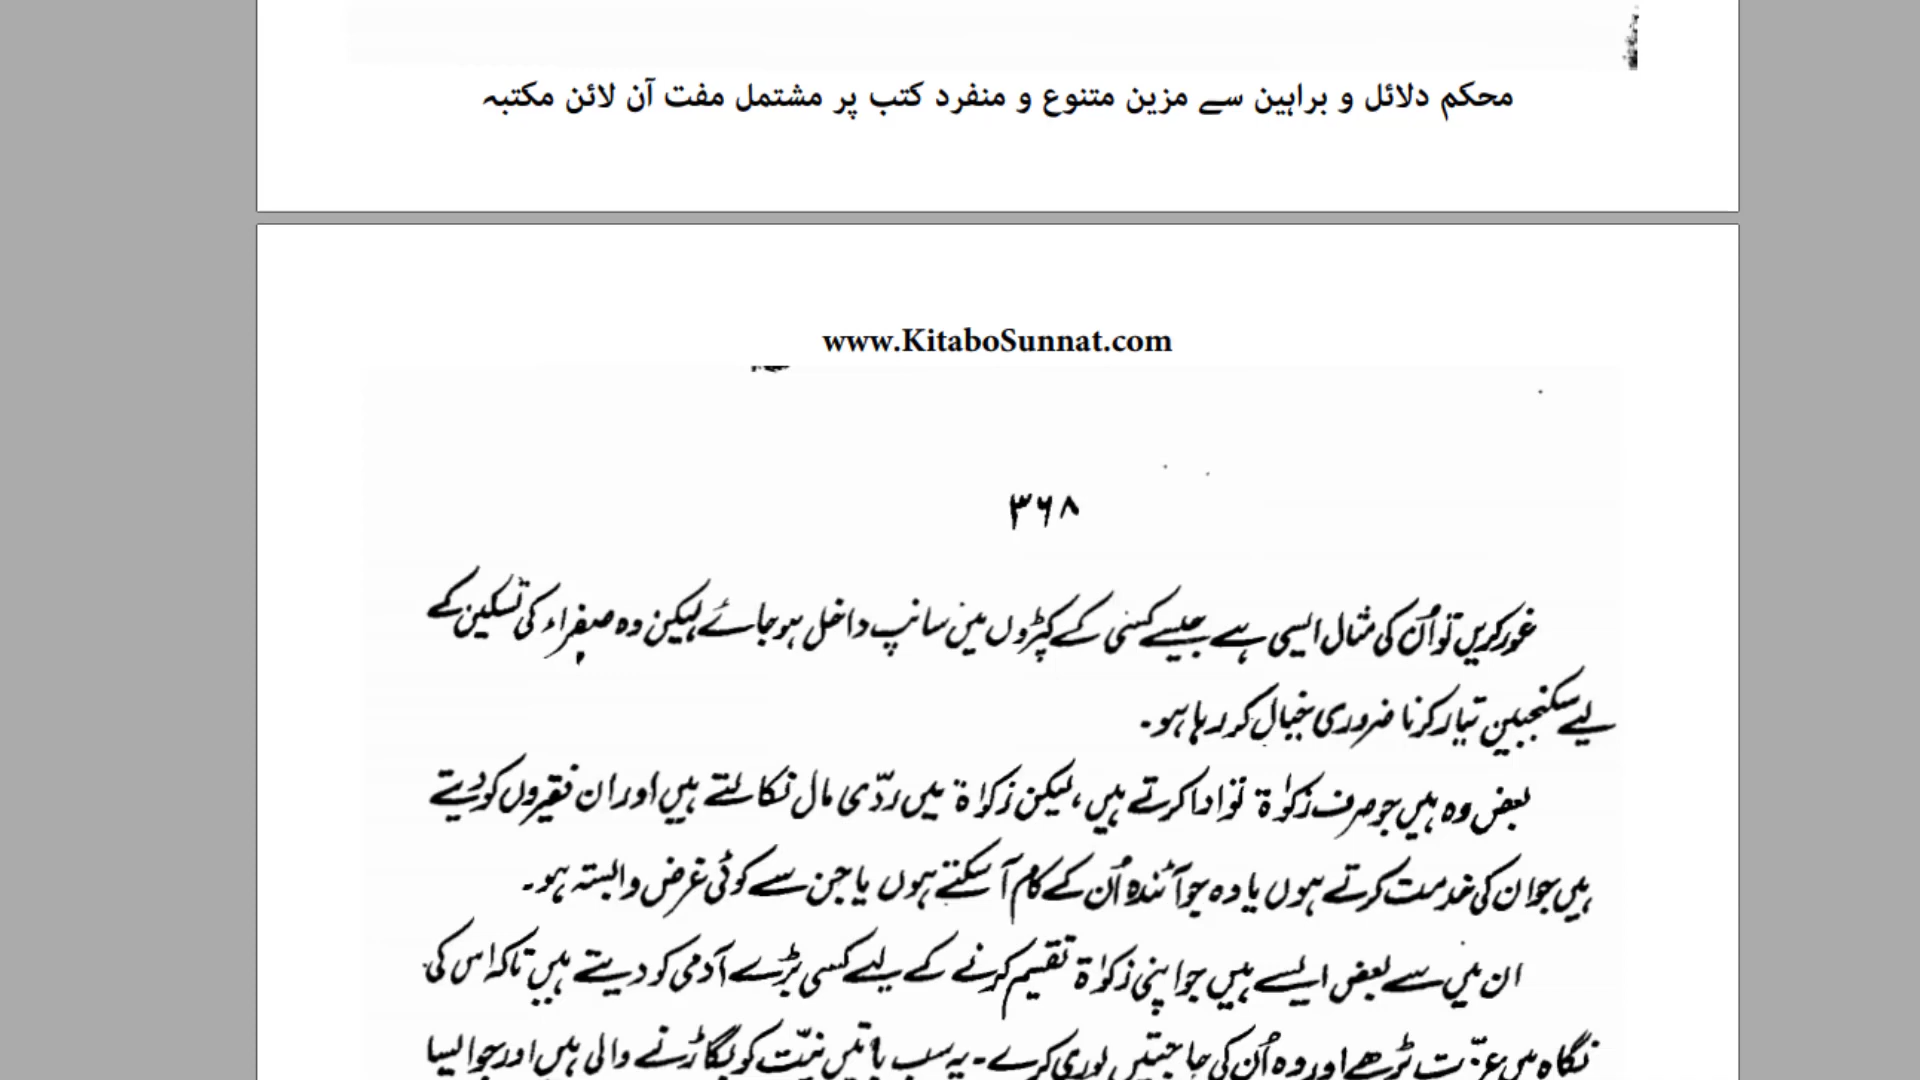 محکم دلائل و براہین سے مزین متنوع و منفرد کتب پر مشتمل مفت آن لائن مکتبہ
www.KitaboSunnat.com
۳۶۸
غور کریں تو اُن کی مثال ایسی ہے جیسے کسی کے کپڑوں میں سانپ داخل ہو جائے لیکن وہ صفراء کی تسکین کے
لیے سکنجبین تیار کرنا ضروری خیال کر رہا ہو۔
بعض وہ ہیں جو صرف زکوٰۃ تو ادا کرتے ہیں، لیکن زکوٰۃ میں ردّی مال نکالتے ہیں اور ان فقیروں کو دیتے
ہیں جو ان کی خدمت کرتے ہوں یا وہ جو آئندہ اُن کے کام آ سکتے ہوں یا جن سے کوئی غرض وابستہ ہو۔
ان میں سے بعض ایسے ہیں جو اپنی زکوٰۃ تقسیم کرنے کے لیے کسی بڑے آدمی کو دیتے ہیں تاکہ اس کی
نگاہ میں عزّت بڑھے اور وہ اُن کی حاجتیں پوری کرے۔ یہ سب باتیں نیّت کو بگاڑنے والی ہیں اور جو ایسا